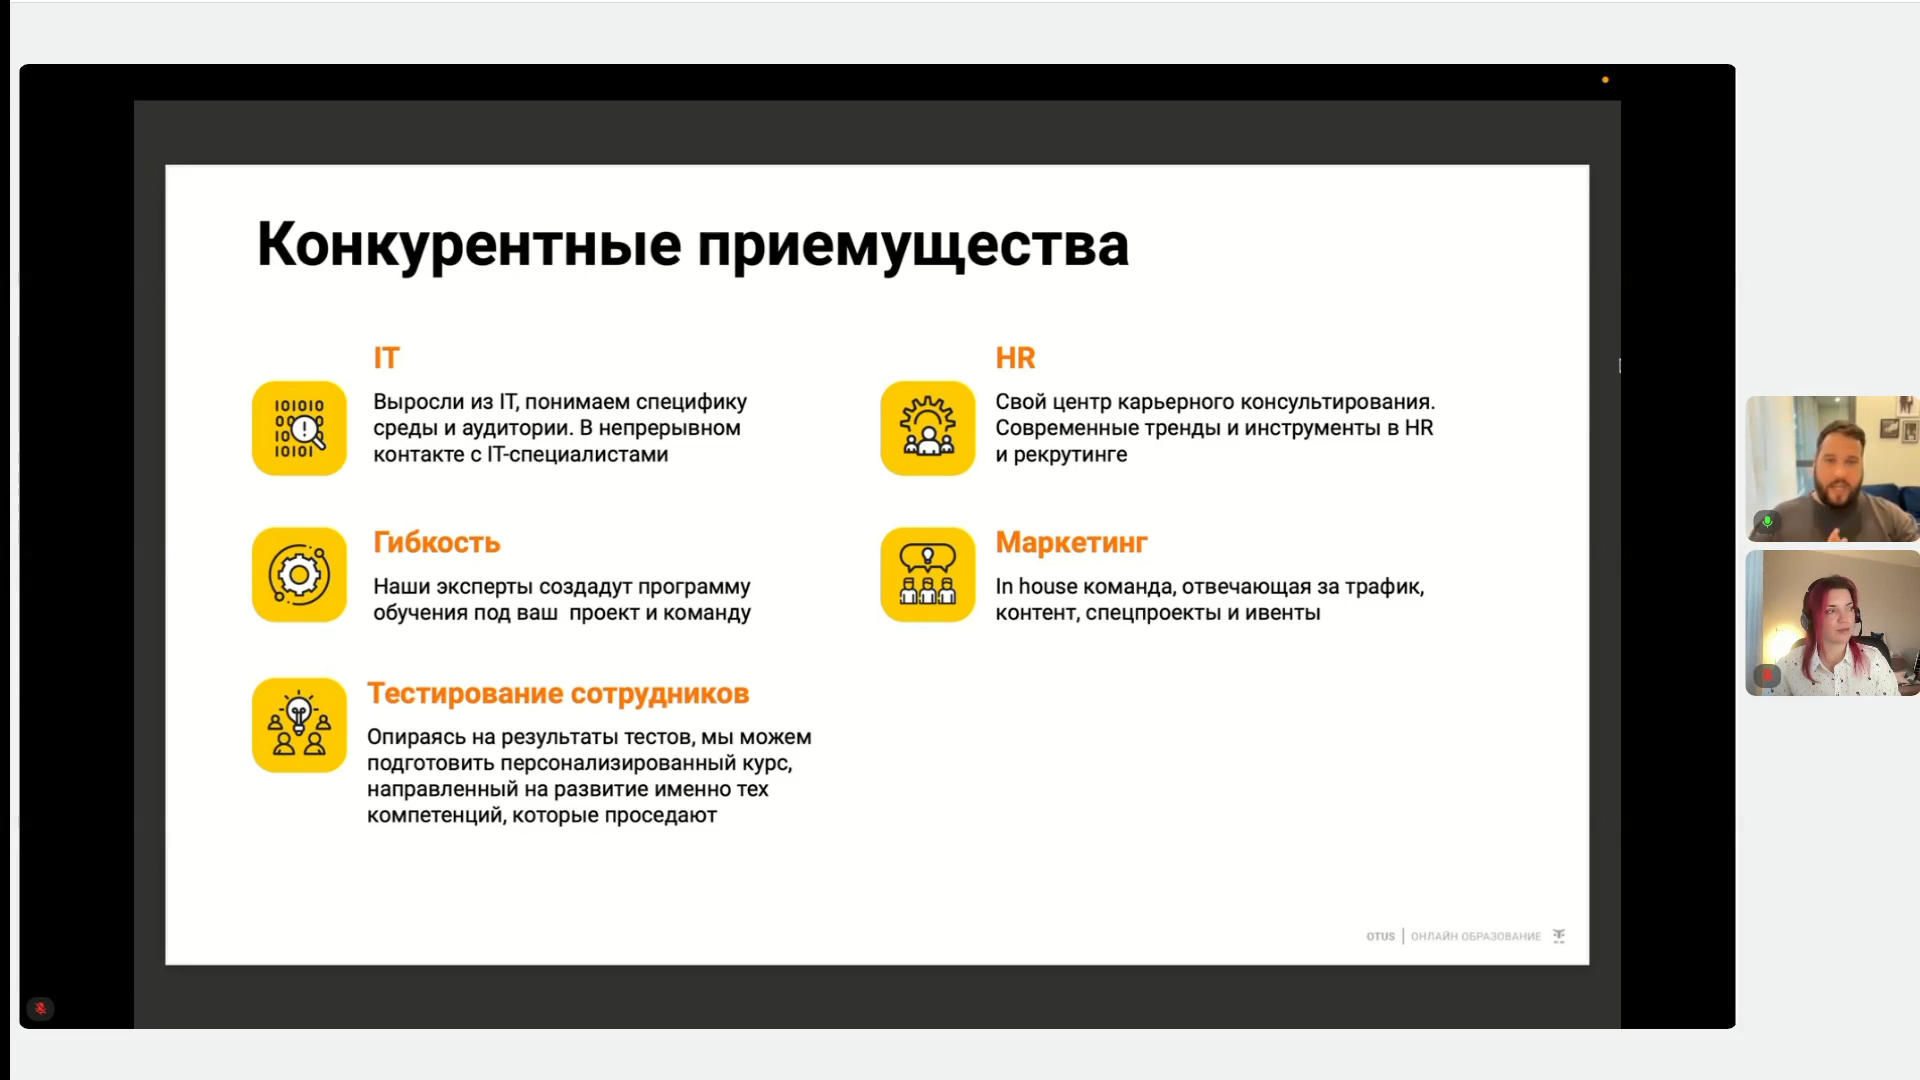 Конкурентные приемущества
IT
Выросли из IT, понимаем специфику
среды и аудитории. В непрерывном
контакте с IT-специалистами
Гибкость
Наши эксперты создадут программу
обучения под ваш  проект и команду
Тестирование сотрудников
Опираясь на результаты тестов, мы можем
подготовить персонализированный курс,
направленный на развитие именно тех
компетенций, которые проседают
HR
Свой центр карьерного консультирования.
Современные тренды и инструменты в HR
и рекрутинге
Маркетинг
In house команда, отвечающая за трафик,
контент, спецпроекты и ивенты
OTUS | ОНЛАЙН ОБРАЗОВАНИЕ